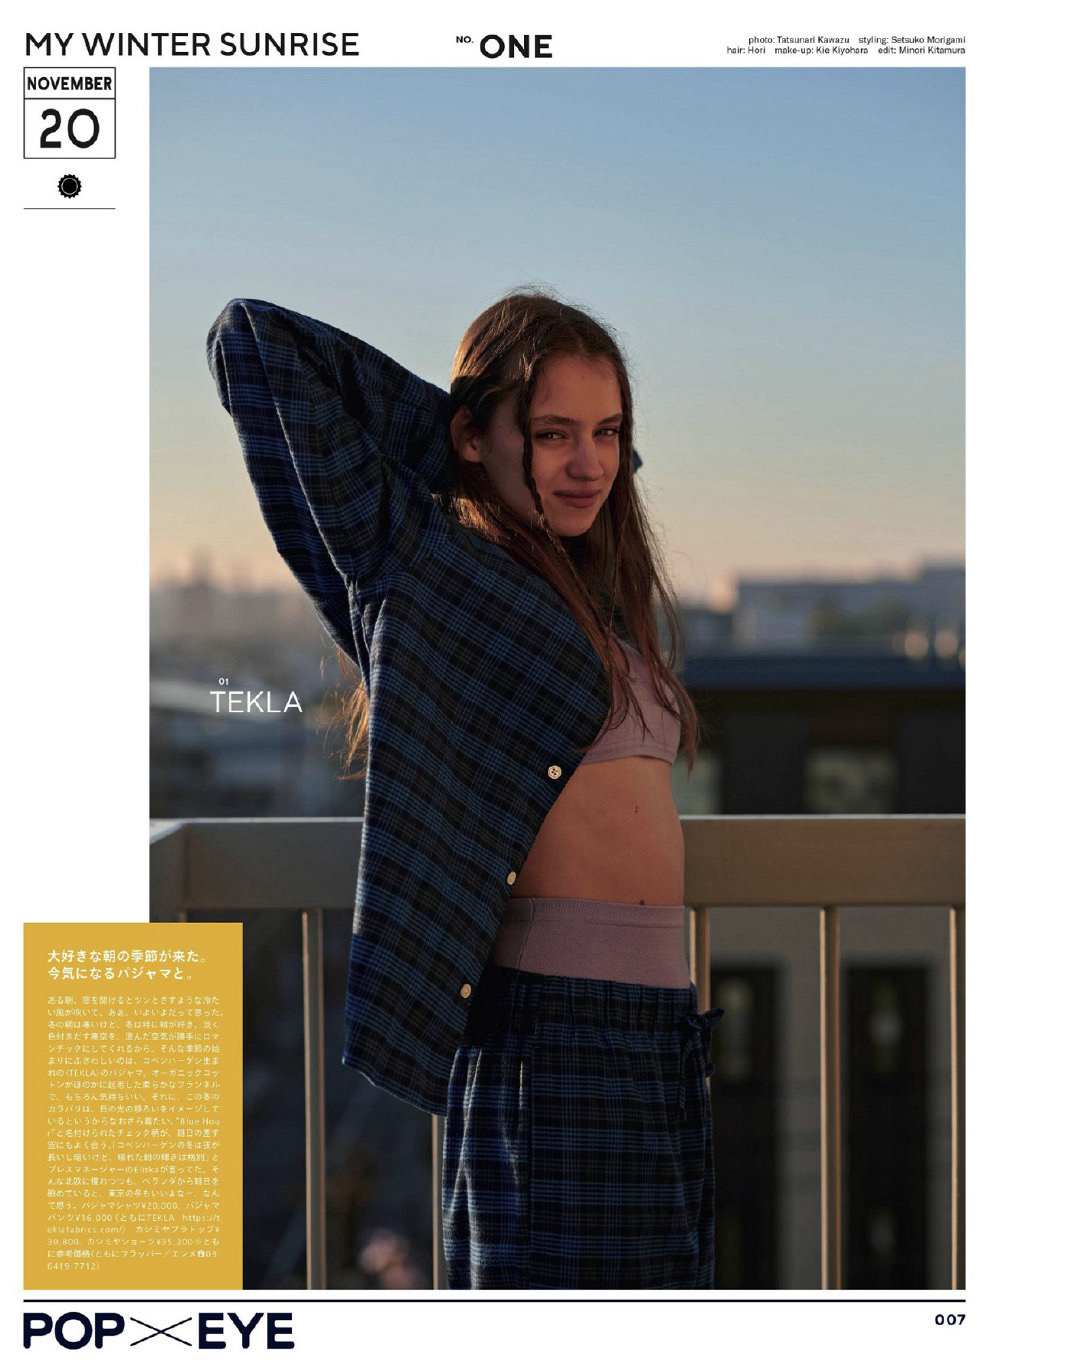 MY WINTER SUNRISE
NO. ONE
photo: Tatsunari Kawazu styling: Setsuko Morigami
hair: Hori make-up: Kie Kiyohara edit: Minori Kitamura
NOVEMBER
20
01
TEKLA
大好きな朝の季節が来た。
今気になるパジャマと。
ある朝、窓を開けるとツンとさすような冷た
い風が吹いて、あぁ、いよいよだって思った。
冬の朝は寒いけど、冬は特に朝が好き。淡く
色付きだす寒空を、澄んだ空気が勝手にロマ
ンチックにしてくれるから。そんな季節の始
まりにふさわしいのは、コペンハーゲン生ま
れの〈TEKLA〉のパジャマ。オーガニックコッ
トンがほのかに起毛した柔らかなフランネル
で、もちろん気持ちいい。それに、この冬の
カラバリは、日の光の移ろいをイメージして
いるというからなおさら着たい。“Blue Hou
r”と名付けられたチェック柄が、朝日の差す
空にもよく合う。「コペンハーゲンの冬は夜が
長いし暗いけど、晴れた朝の輝きは格別」と
プレスマネージャーのEliskaが言ってた。そ
んな北欧に憧れつつも、ベランダから朝日を
眺めていると、東京の冬もいいよなー、なん
て思う。パジャマシャツ¥20,000、パジャマ
パンツ¥16,000（ともにTEKLA https://t
eklafabrics.com/） カシミヤブラトップ¥
30,800、カシミヤショーツ¥35,200※とも
に参考価格（ともにフラッパー／エンメ☎03·
6419·7712）
POP EYE
007